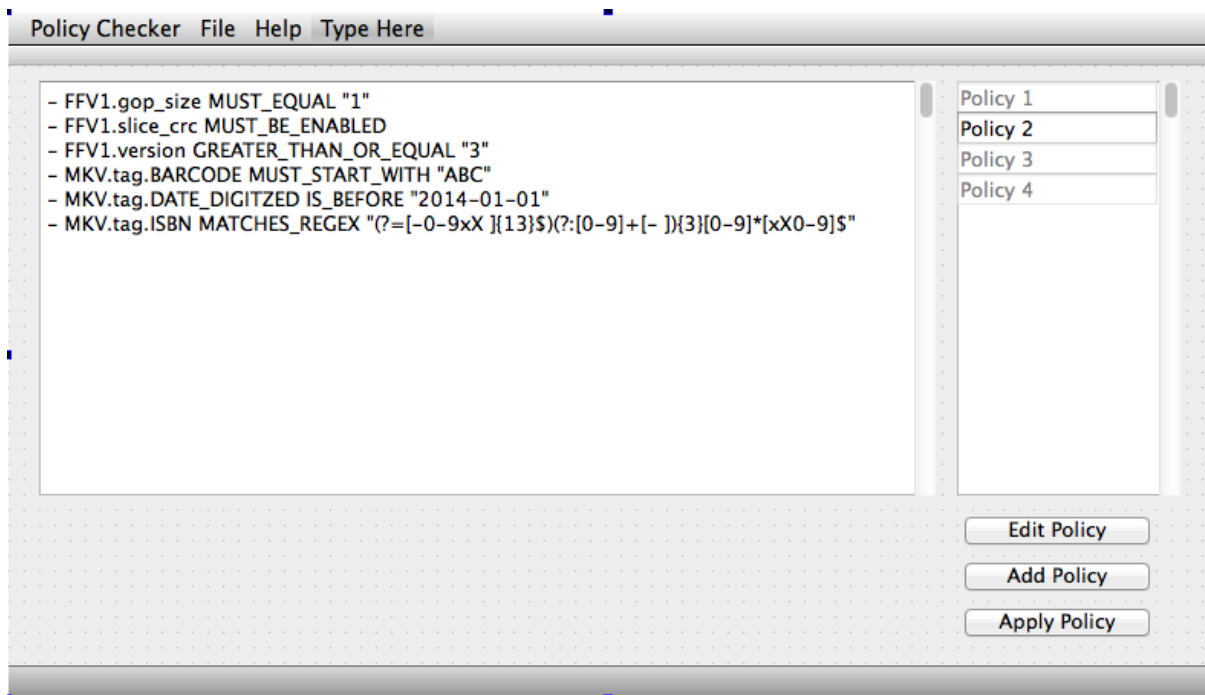 Policy Checker File Help Type Here
– FFV1.gop_size MUST_EQUAL "1"
– FFV1.slice_crc MUST_BE_ENABLED
– FFV1.version GREATER_THAN_OR_EQUAL "3"
– MKV.tag.BARCODE MUST_START_WITH "ABC"
– MKV.tag.DATE_DIGITZED IS_BEFORE "2014-01-01"
– MKV.tag.ISBN MATCHES_REGEX "(?=[-0-9xX ]{13}$)(?:[0-9]+[- ]){3}[0-9]*[xX0-9]$"
Policy 1
Policy 2
Policy 3
Policy 4
Edit Policy
Add Policy
Apply Policy